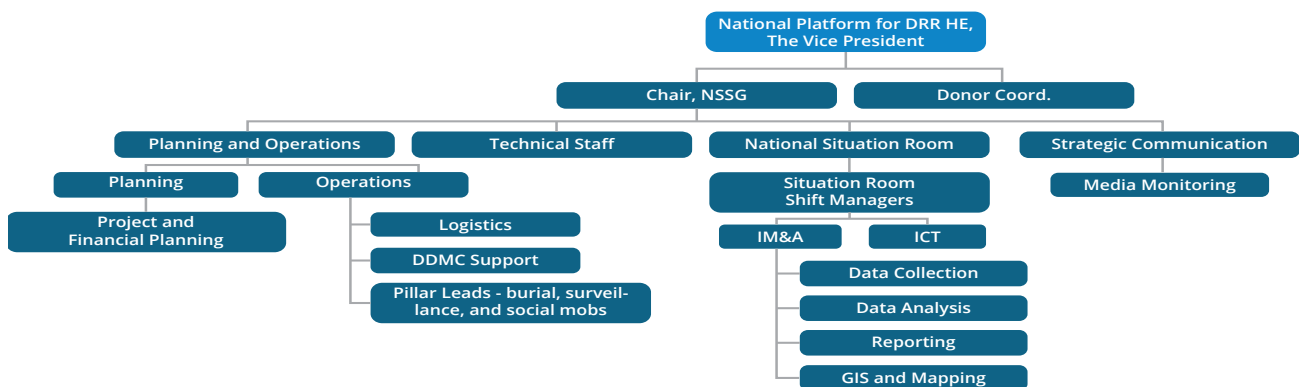 National Platform for DRR HE,
The Vice President
Chair, NSSG
Donor Coord.
Planning and Operations
Technical Staff
National Situation Room
Strategic Communication
Planning
Operations
Situation Room
Shift Managers
Media Monitoring
Project and
Financial Planning
Logistics
IM&A
ICT
DDMC Support
Data Collection
Pillar Leads - burial, surveil-
lance, and social mobs
Data Analysis
Reporting
GIS and Mapping